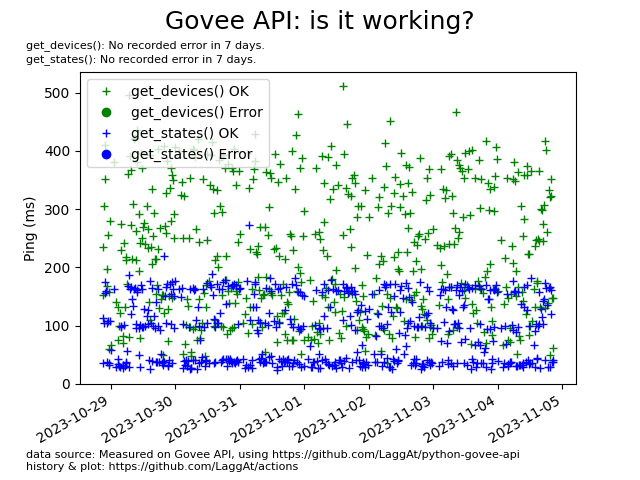 Govee API: is it working?
get_devices(): No recorded error in 7 days.
get_states(): No recorded error in 7 days.
get_devices() OK
get_devices() Error
get_states() OK
get_states() Error
Ping (ms)
500
400
300
200
100
0
2023-10-29
2023-10-30
2023-10-31
2023-11-01
2023-11-02
2023-11-03
2023-11-04
2023-11-05
data source: Measured on Govee API, using https://github.com/LaggAt/python-govee-api
history & plot: https://github.com/LaggAt/actions